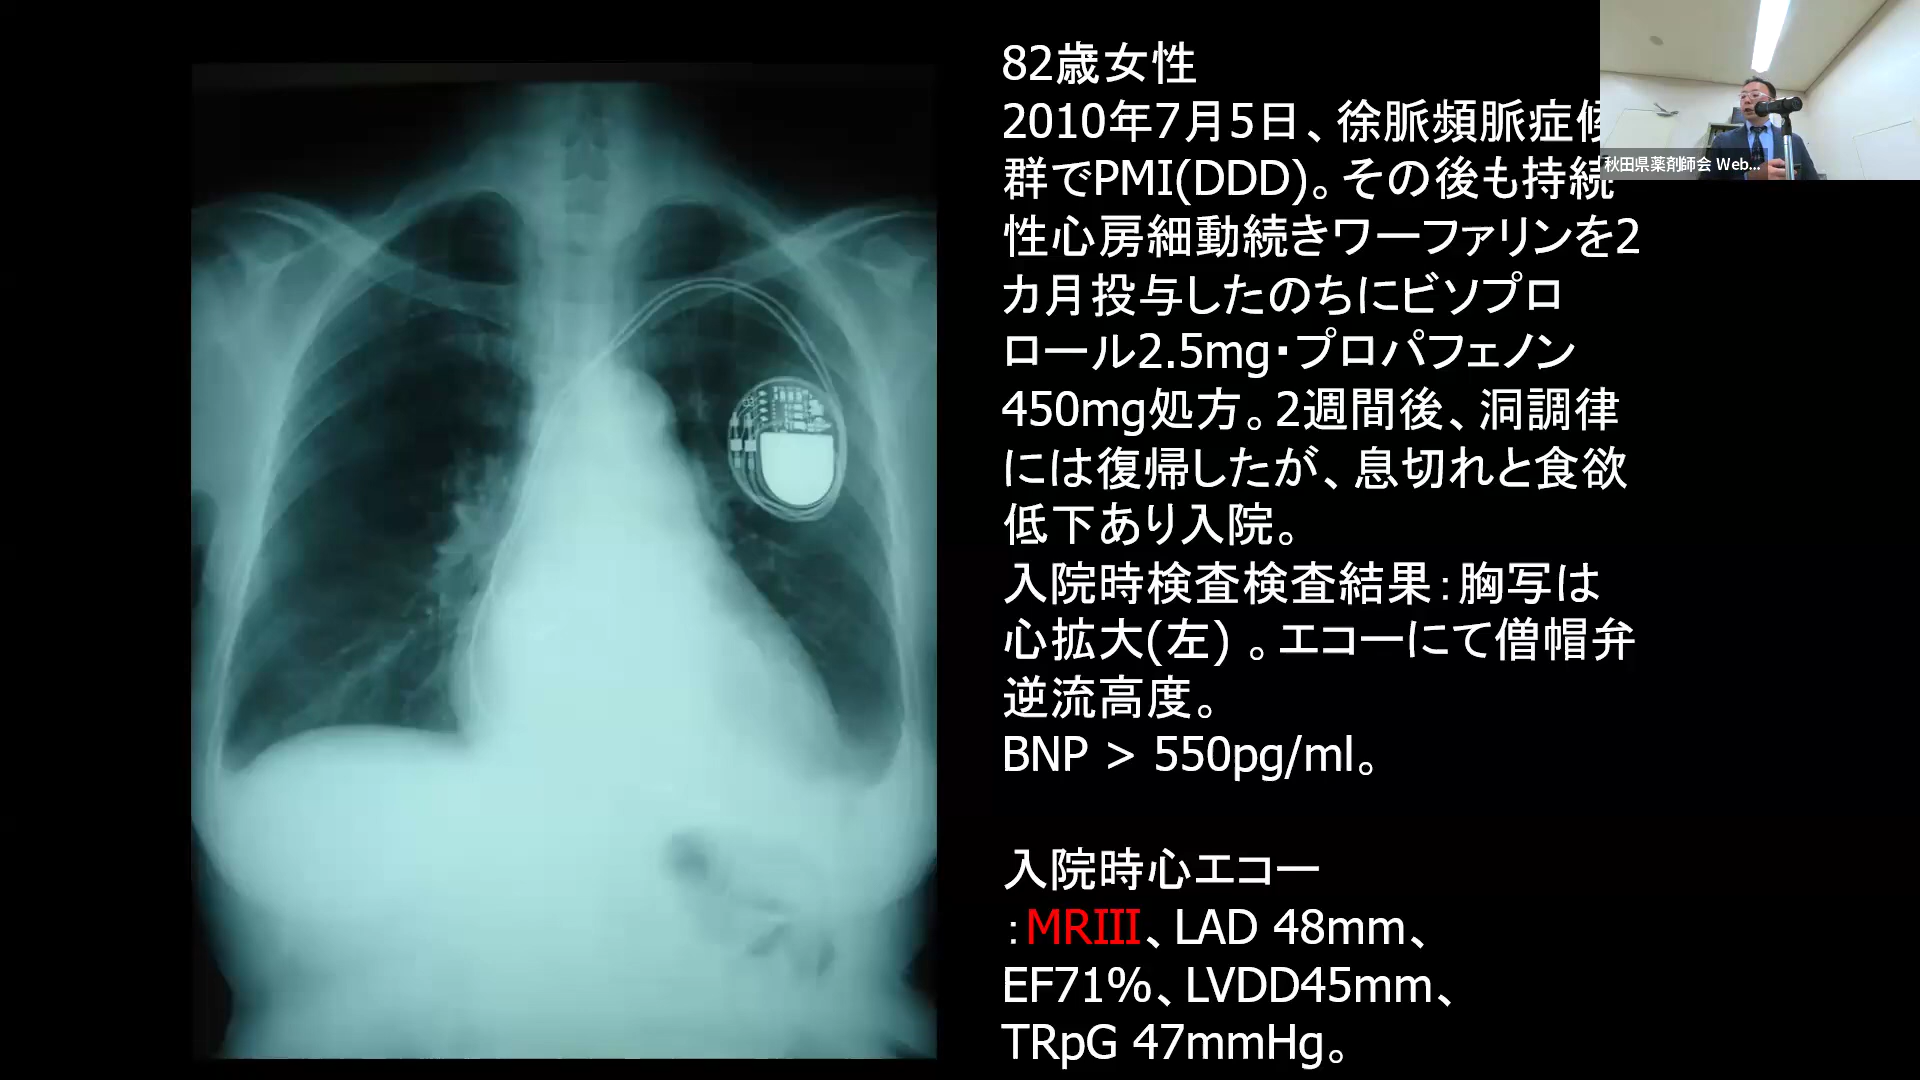 82歳女性
2010年7月5日、徐脈頻脈症候
群でPMI(DDD)。その後も持続
性心房細動続きワーファリンを2
カ月投与したのちにビソプロ
ロール2.5mg・プロパフェノン
450mg処方。2週間後、洞調律
には復帰したが、息切れと食欲
低下あり入院。
入院時検査検査結果：胸写は
心拡大(左) 。エコーにて僧帽弁
逆流高度。
BNP > 550pg/ml。
入院時心エコー
：MRⅢ、LAD 48mm、
EF71%、LVDD45mm、
TRpG 47mmHg。
秋田県薬剤師会 Web...